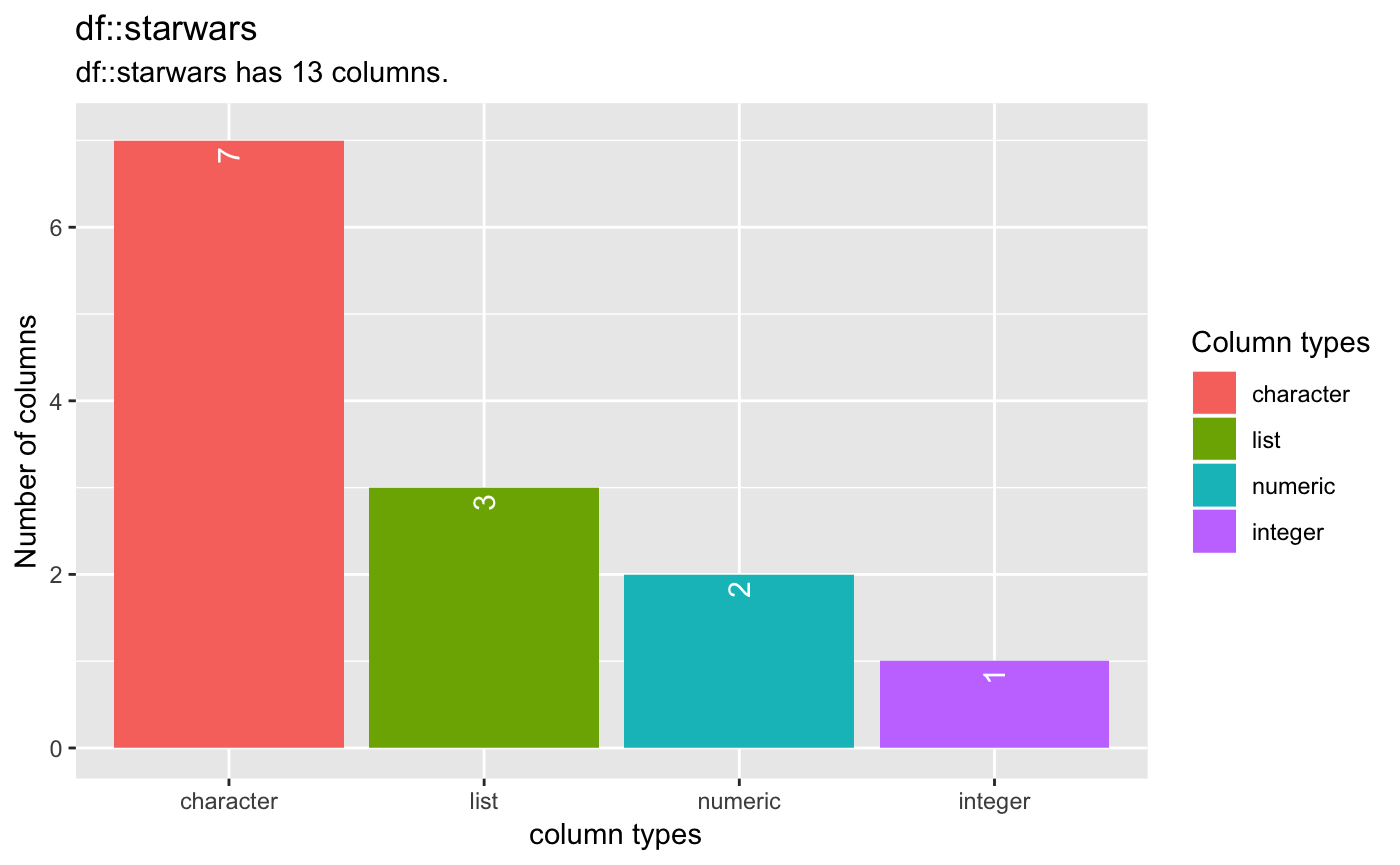 df::starwars
df::starwars has 13 columns.
Number of columns
6
4
2
0
7
3
2
1
character
list
numeric
integer
column types
Column types
character
list
numeric
integer